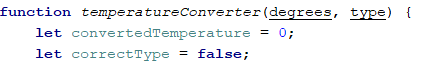 function temperatureConverter(degrees, type) {
    let convertedTemperature = 0;
    let correctType = false;